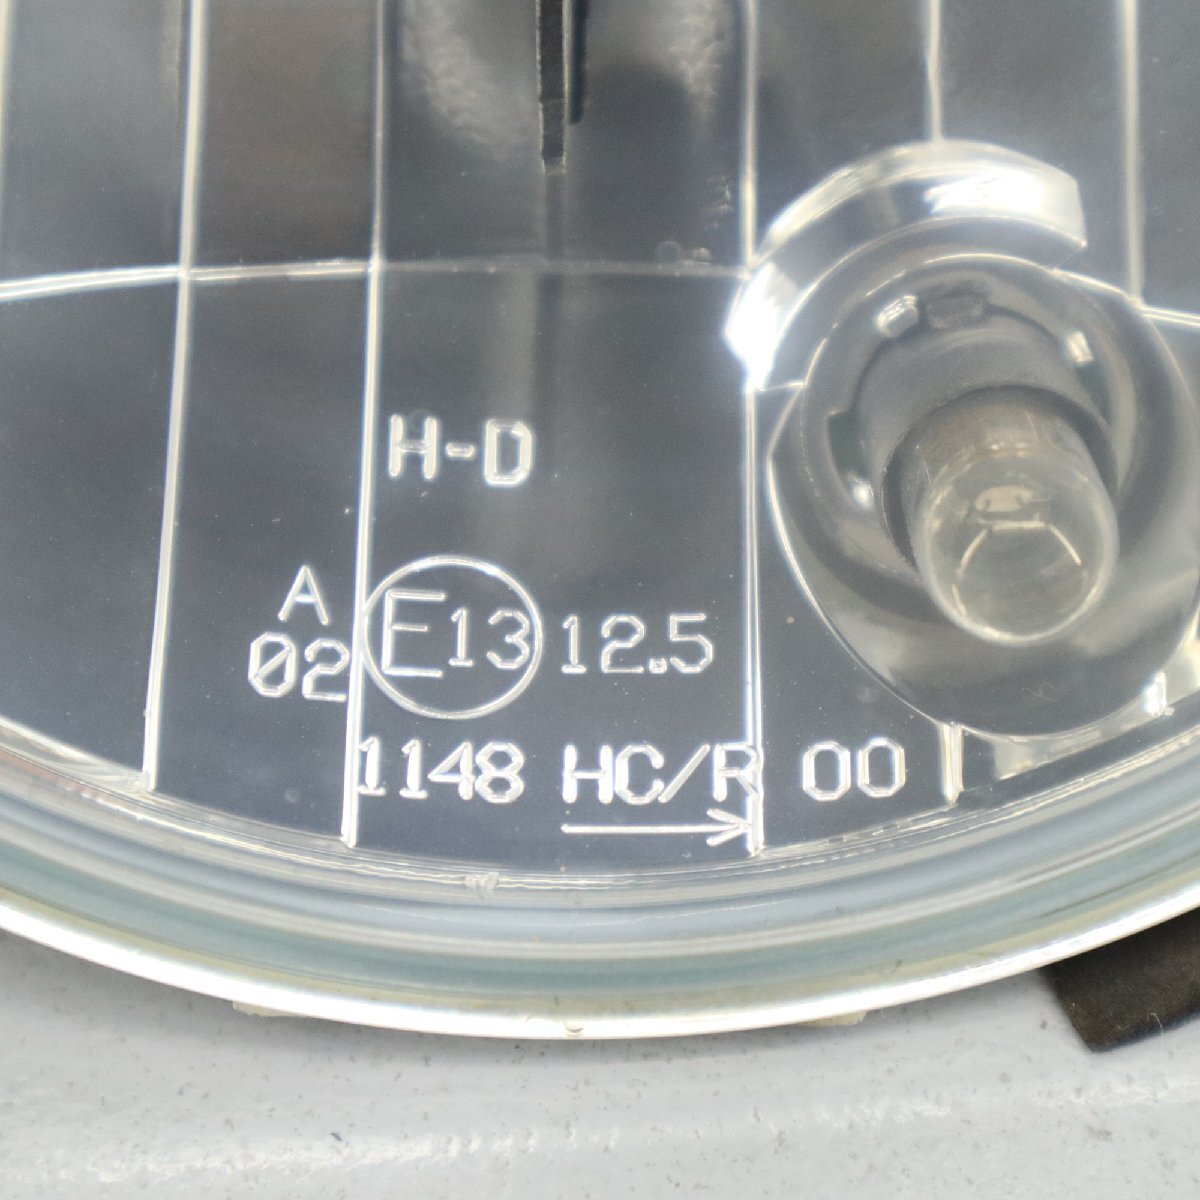 H-D
A
02 E13 12.5
1148 HC/R 00
→